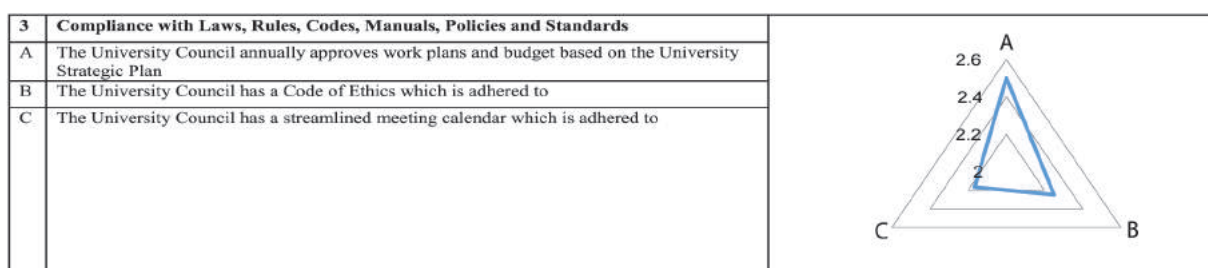 3 Compliance with Laws, Rules, Codes, Manuals, Policies and Standards
A The University Council annually approves work plans and budget based on the University
Strategic Plan
B The University Council has a Code of Ethics which is adhered to
C The University Council has a streamlined meeting calendar which is adhered to
A
2.6
2.4
2.2
2
C
B